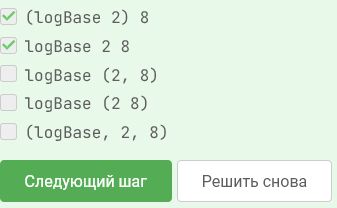 (logBase 2) 8
logBase 2 8
logBase (2, 8)
logBase (2 8)
(logBase, 2, 8)
Следующий шаг Решить снова